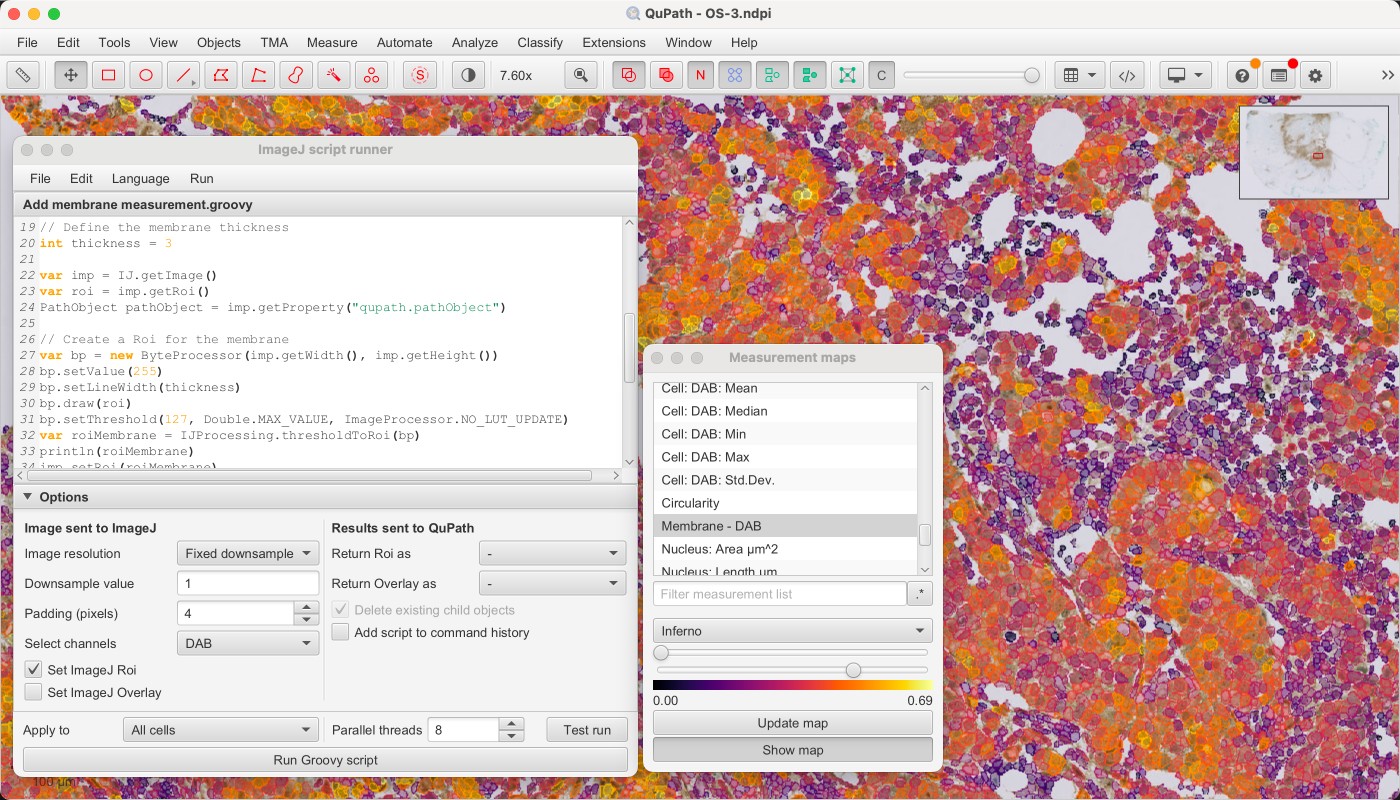 QuPath - OS-3.ndpi
File Edit Tools View Objects TMA Measure Automate Analyze Classify Extensions Window Help
S 7.60x N C </> ?
ImageJ script runner
File Edit Language Run
Add membrane measurement.groovy
19 // Define the membrane thickness
20 int thickness = 3
21
22 var imp = IJ.getImage()
23 var roi = imp.getRoi()
24 PathObject pathObject = imp.getProperty("qupath.pathObject")
25
26 // Create a Roi for the membrane
27 var bp = new ByteProcessor(imp.getWidth(), imp.getHeight())
28 bp.setValue(255)
29 bp.setLineWidth(thickness)
30 bp.draw(roi)
31 bp.setThreshold(127, Double.MAX_VALUE, ImageProcessor.NO_LUT_UPDATE)
32 var roiMembrane = IJProcessing.thresholdToRoi(bp)
33 println(roiMembrane)
34 imp.setRoi(roiMembrane)
Options
Image sent to ImageJ
Image resolution Fixed downsample
Downsample value 1
Padding (pixels) 4
Select channels DAB
Set ImageJ Roi
Set ImageJ Overlay
Results sent to QuPath
Return Roi as -
Return Overlay as -
Delete existing child objects
Add script to command history
Apply to All cells Parallel threads 8 Test run
Run Groovy script
Measurement maps
Cell: DAB: Mean
Cell: DAB: Median
Cell: DAB: Min
Cell: DAB: Max
Cell: DAB: Std.Dev.
Circularity
Membrane - DAB
Nucleus: Area µm^2
Nucleus: Length µm
Filter measurement list .*
Inferno
0.00 0.69
Update map
Show map
100 µm